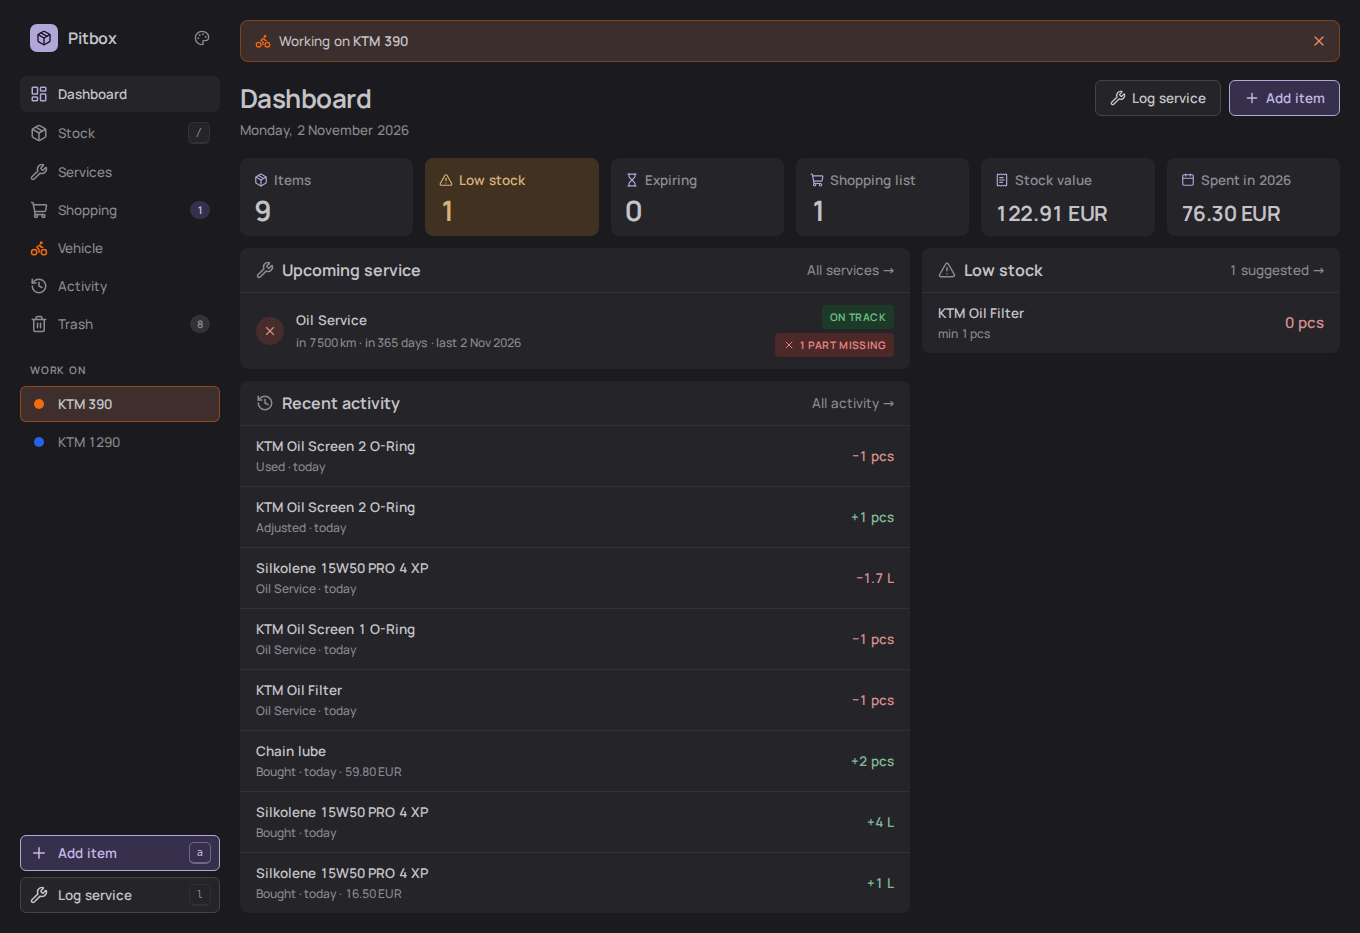 Pitbox
Dashboard
Stock /
Services
Shopping 1
Vehicle
Activity
Trash 8
WORK ON
KTM 390
KTM 1290
Add item a
Log service l
Working on KTM 390
Dashboard
Monday, 2 November 2026
Log service
Add item
Items
9
Low stock
1
Expiring
0
Shopping list
1
Stock value
122.91 EUR
Spent in 2026
76.30 EUR
Upcoming service
All services →
Oil Service
in 7 500 km · in 365 days · last 2 Nov 2026
ON TRACK
1 PART MISSING
Low stock
1 suggested →
KTM Oil Filter
min 1 pcs
0 pcs
Recent activity
All activity →
KTM Oil Screen 2 O-Ring
Used · today
−1 pcs
KTM Oil Screen 2 O-Ring
Adjusted · today
+1 pcs
Silkolene 15W50 PRO 4 XP
Oil Service · today
−1.7 L
KTM Oil Screen 1 O-Ring
Oil Service · today
−1 pcs
KTM Oil Filter
Oil Service · today
−1 pcs
Chain lube
Bought · today · 59.80 EUR
+2 pcs
Silkolene 15W50 PRO 4 XP
Bought · today
+4 L
Silkolene 15W50 PRO 4 XP
Bought · today · 16.50 EUR
+1 L